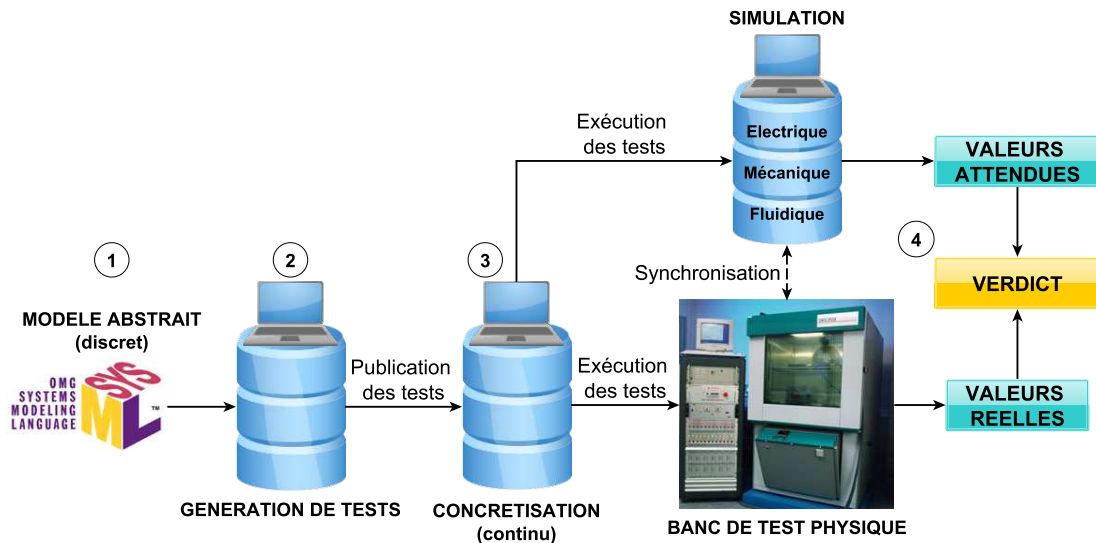 SIMULATION
Electrique
Mécanique
Fluidique
Exécution
des tests
VALEURS
ATTENDUES
4
VERDICT
Synchronisation
1
2
3
MODELE ABSTRAIT
(discret)
OMG
SYSTEMS
MODELING
LANGUAGE
SYS
ML
™
Publication
des tests
Exécution
des tests
VALEURS
REELLES
GENERATION DE TESTS
CONCRETISATION
(continu)
BANC DE TEST PHYSIQUE